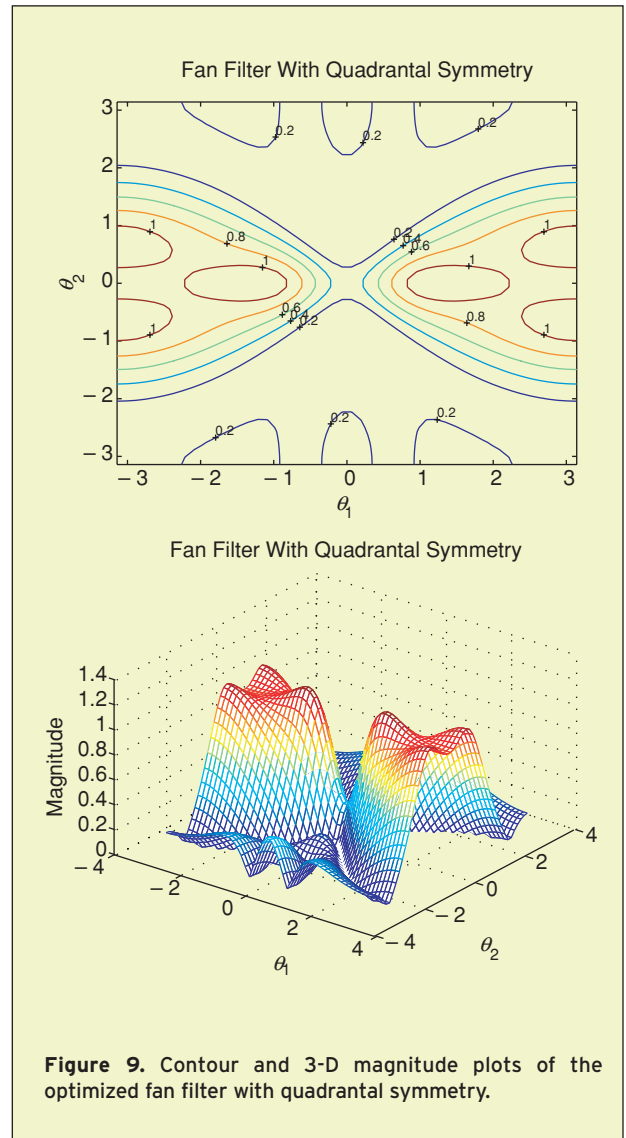 Fan Filter With Quadrantal Symmetry
3
0.2 0.2 0.2
2
1 0.8 0.2 1
1 0.4
0.6
1 1
θ2 0
0.6 0.8
1 0.4 1
−1 0.2
−2
0.2 0.2 0.2
−3
−3 −2 −1 0 1 2 3
θ1
Fan Filter With Quadrantal Symmetry
1.4
1.2
1
0.8
0.6
0.4
0.2
0
Magnitude
−4 −2 0 2 4
θ1
−4 −2 0 2 4
θ2
Figure 9. Contour and 3-D magnitude plots of the
optimized fan filter with quadrantal symmetry.